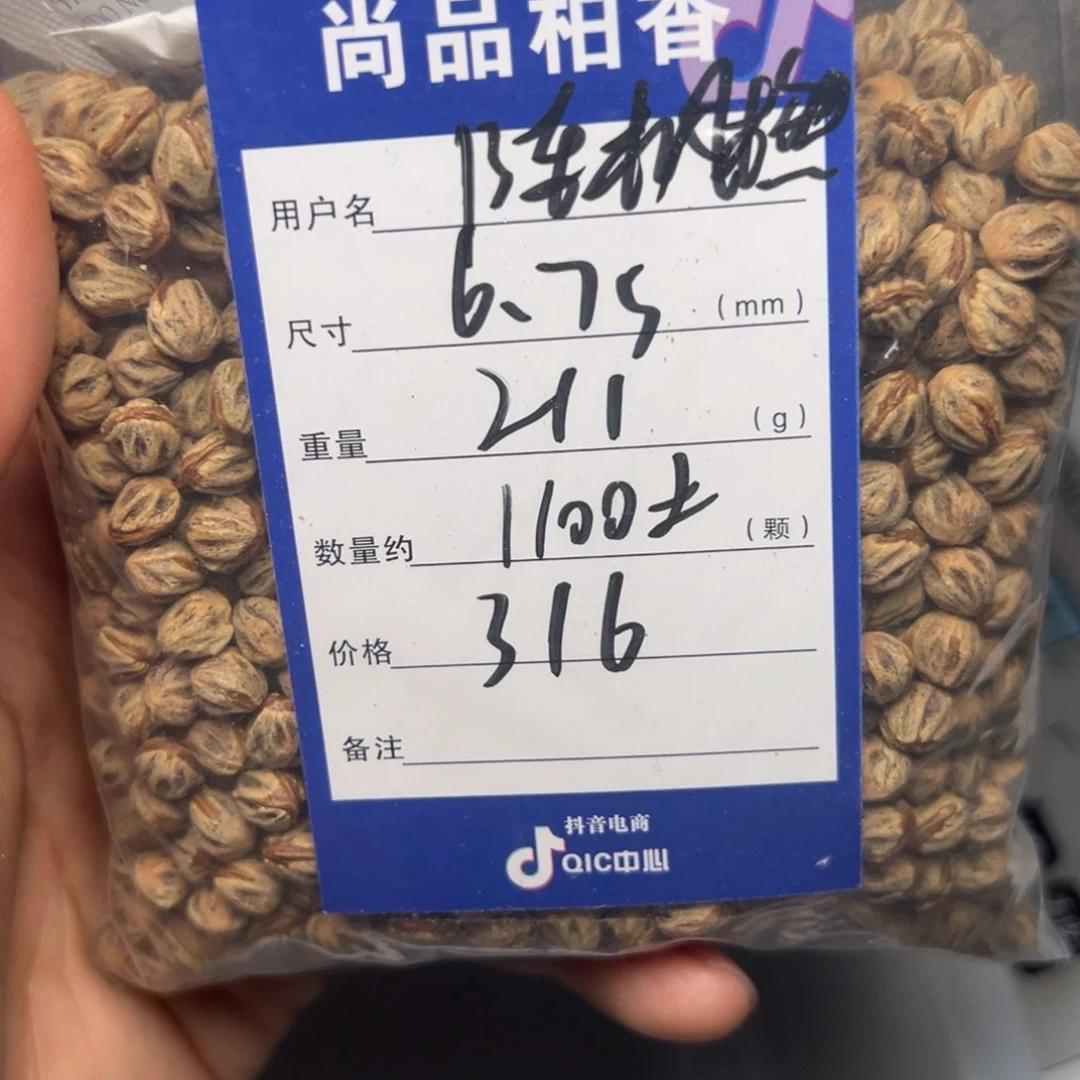 尚品柏香
用户名 陈
尺寸 6.75 (mm)
重量 211 (g)
数量约 1100± (颗)
价格 316
备注
抖音电商
QIC中心